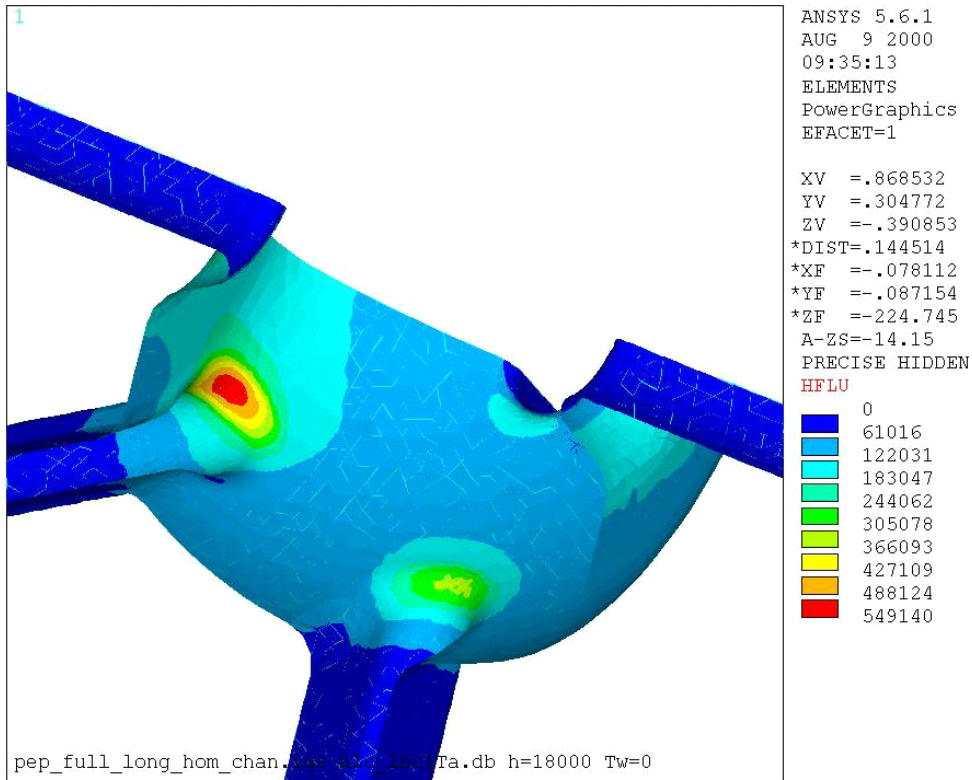 1
ANSYS 5.6.1
AUG 9 2000
09:35:13
ELEMENTS
PowerGraphics
EFACET=1
XV =.868532
YV =.304772
ZV =-.390853
*DIST=.144514
*XF =-.078112
*YF =-.087154
*ZF =-224.745
A-ZS=-14.15
PRECISE HIDDEN
HFLU
0
61016
122031
183047
244062
305078
366093
427109
488124
549140
pep_full_long_hom_chan. h=18000 Tw=0